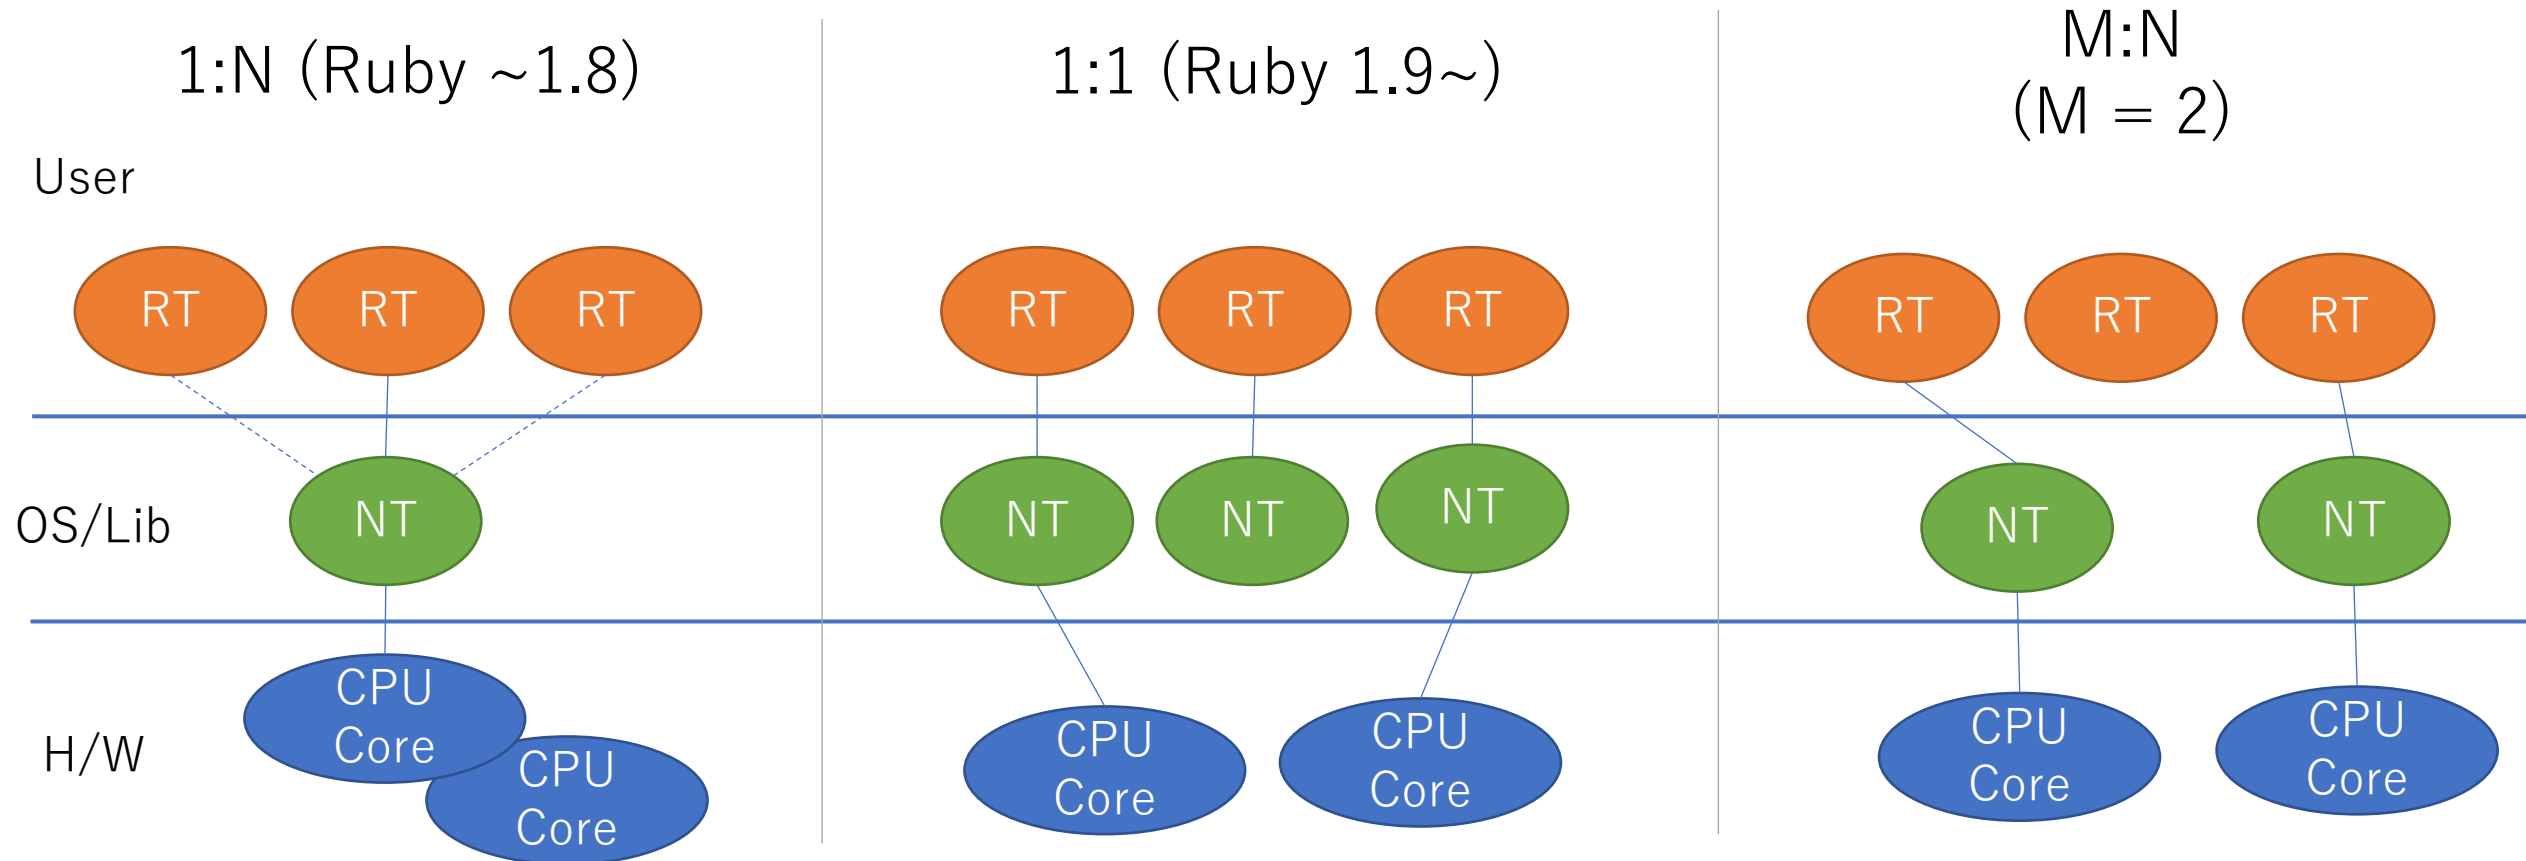 1:N (Ruby ~1.8)
1:1 (Ruby 1.9~)
M:N
(M = 2)
User
RT
RT
RT
RT
RT
RT
RT
RT
RT
OS/Lib
NT
NT
NT
NT
NT
NT
H/W
CPU
Core
CPU
Core
CPU
Core
CPU
Core
CPU
Core
CPU
Core